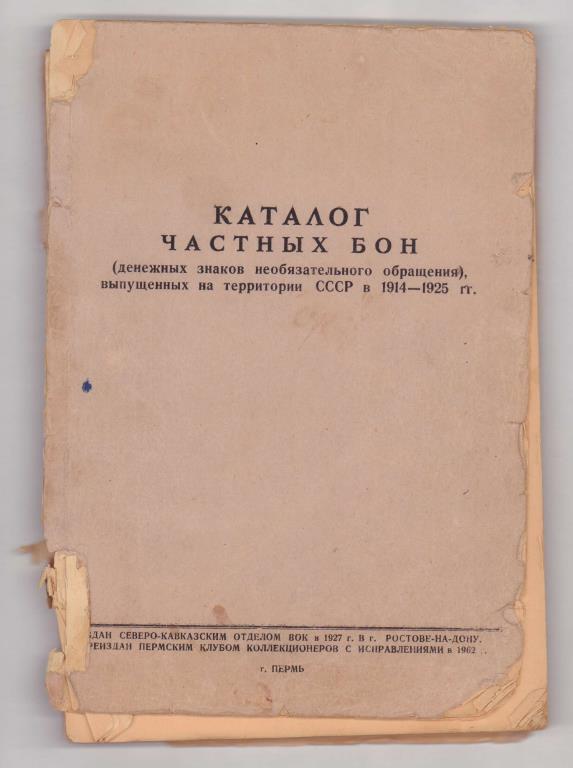 КАТАЛОГ
ЧАСТНЫХ БОН
(денежных знаков необязательного обращения),
выпущенных на территории СССР в 1914—1925 гг.
ЗДАН СЕВЕРО-КАВКАЗСКИМ ОТДЕЛОМ ВОК в 1927 г. В г. РОСТОВЕ-НА-ДОНУ.
РЕИЗДАН ПЕРМСКИМ КЛУБОМ КОЛЛЕКЦИОНЕРОВ С ИСПРАВЛЕНИЯМИ в 1962
г. ПЕРМЬ